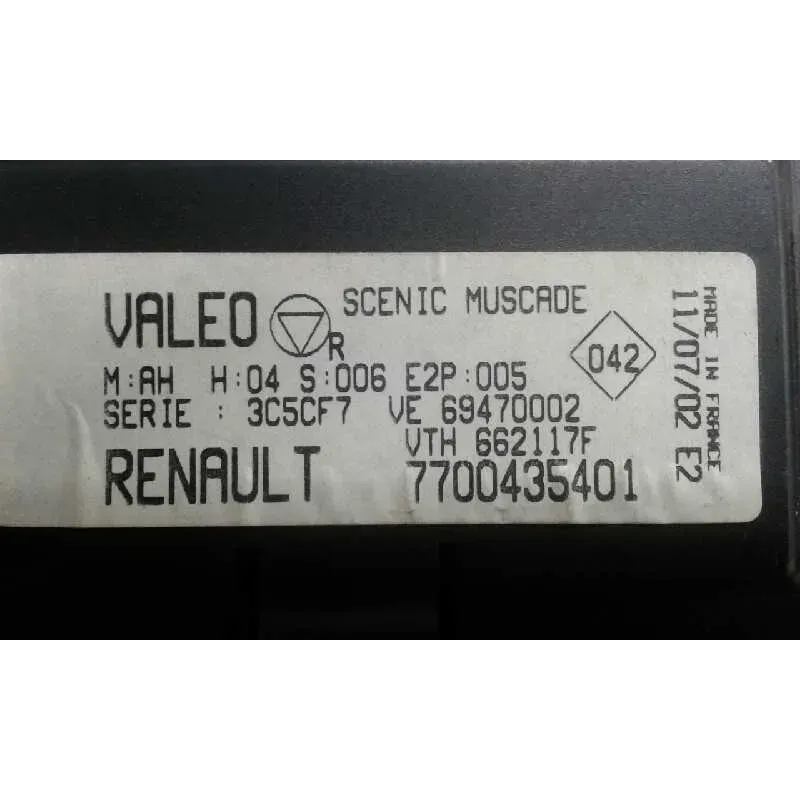 VALEO R SCENIC MUSCADE
042
M:AH H:04 S:006 E2P:005
SERIE : 3C5CF7 VE 69470002
VTH 662117F
RENAULT 7700435401
MADE IN FRANCE
11/07/02 E2